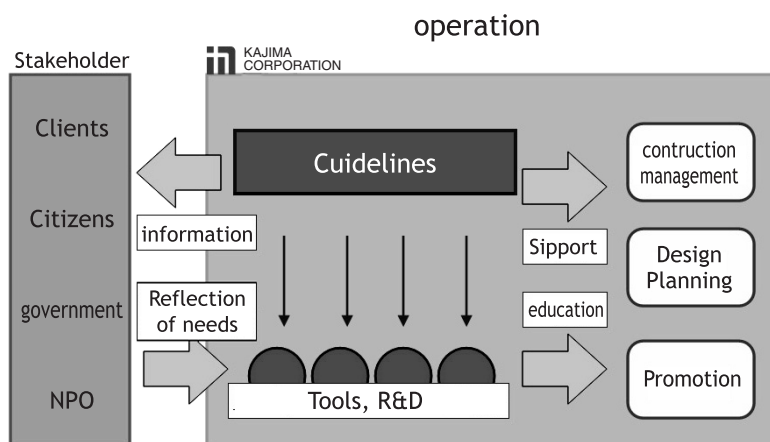 operation
Stakeholder
KAJIMA
CORPORATION
Clients
Citizens
government
NPO
Cuidelines
information
Reflection
of needs
Tools, R&D
Sipport
education
contruction
management
Design
Planning
Promotion